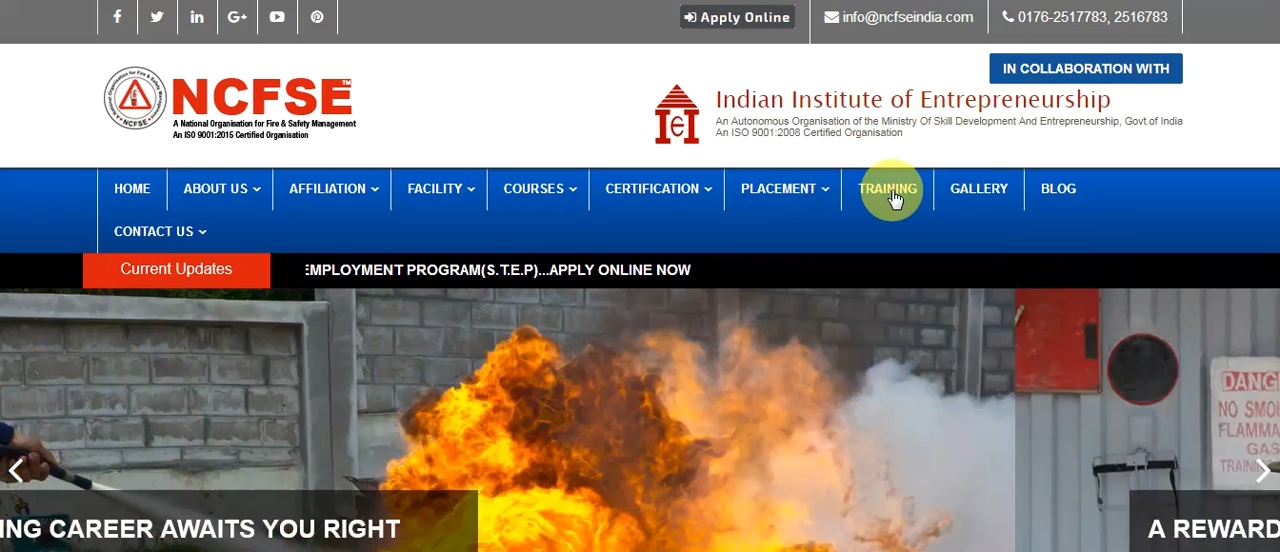 Apply Online
info@ncfseindia.com
0176-2517783, 2516783
IN COLLABORATION WITH
NCFSE™
A National Organisation for Fire & Safety Management
An ISO 9001:2015 Certified Organisation
Indian Institute of Entrepreneurship
An Autonomous Organisation of the Ministry Of Skill Development And Entrepreneurship, Govt.of India
An ISO 9001:2008 Certified Organisation
HOME ABOUT US AFFILIATION FACILITY COURSES CERTIFICATION PLACEMENT TRAINING GALLERY BLOG
CONTACT US
Current Updates
EMPLOYMENT PROGRAM(S.T.E.P)...APPLY ONLINE NOW
DANG
NO SMO
FLAMMA
GAS
TRAINI
ING CAREER AWAITS YOU RIGHT
A REWARD